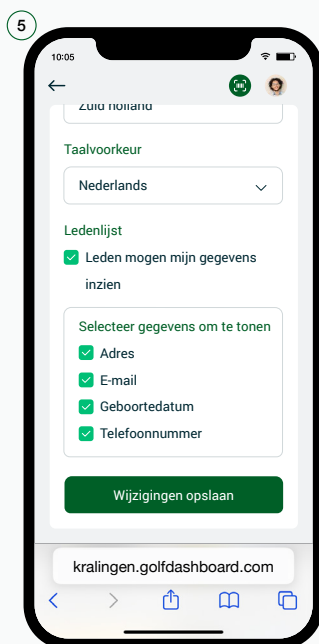 5
10:05
Zuid holland
Taalvoorkeur
Nederlands
Ledenlijst
Leden mogen mijn gegevens
inzien
Selecteer gegevens om te tonen
Adres
E-mail
Geboortedatum
Telefoonnummer
Wijzigingen opslaan
kralingen.golfdashboard.com